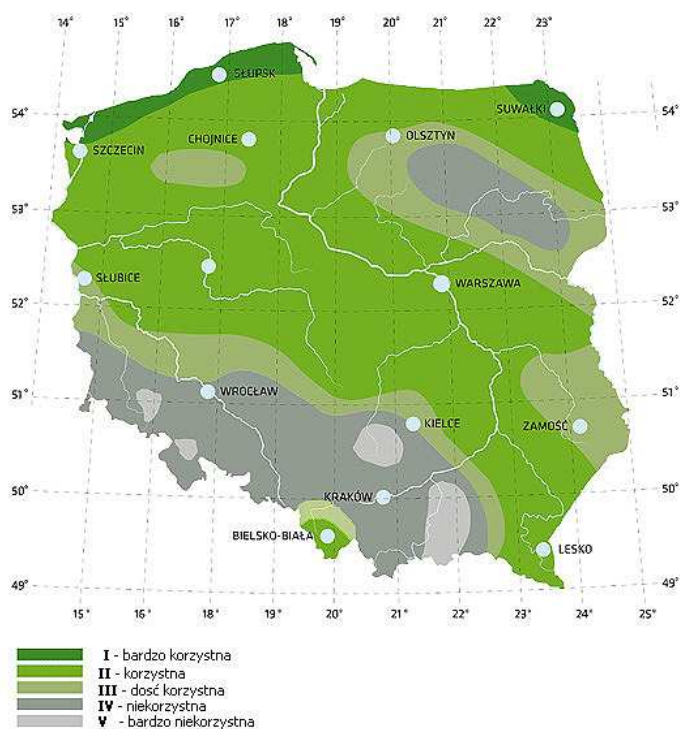 14° 15° 16° 17° 18° 19° 20° 21° 22° 23°
SŁUPSK
54°
SUWAŁKI
54°
CHOJNICE
OLSZTYN
SZCZECIN
53°
53°
SŁUBICE
WARSZAWA
52°
52°
WROCŁAW
51°
51°
KIELCE
ZAMOŚĆ
50°
KRAKÓW
50°
BIELSKO-BIAŁA
LESKO
49°
49°
15° 16° 17° 18° 19° 20° 21° 22° 23° 24° 25°
I - bardzo korzystna
II - korzystna
III - dosć korzystna
IV - niekorzystna
V - bardzo niekorzystna